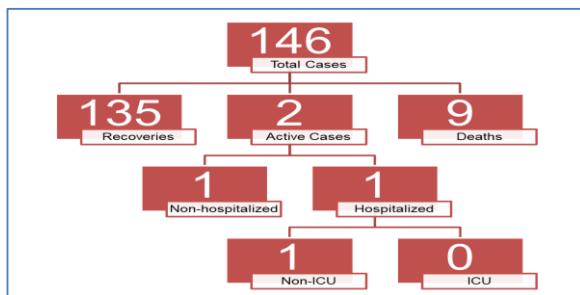 146
Total Cases
135
Recoveries
2
Active Cases
9
Deaths
1
Non-hospitalized
1
Hospitalized
1
Non-ICU
0
ICU